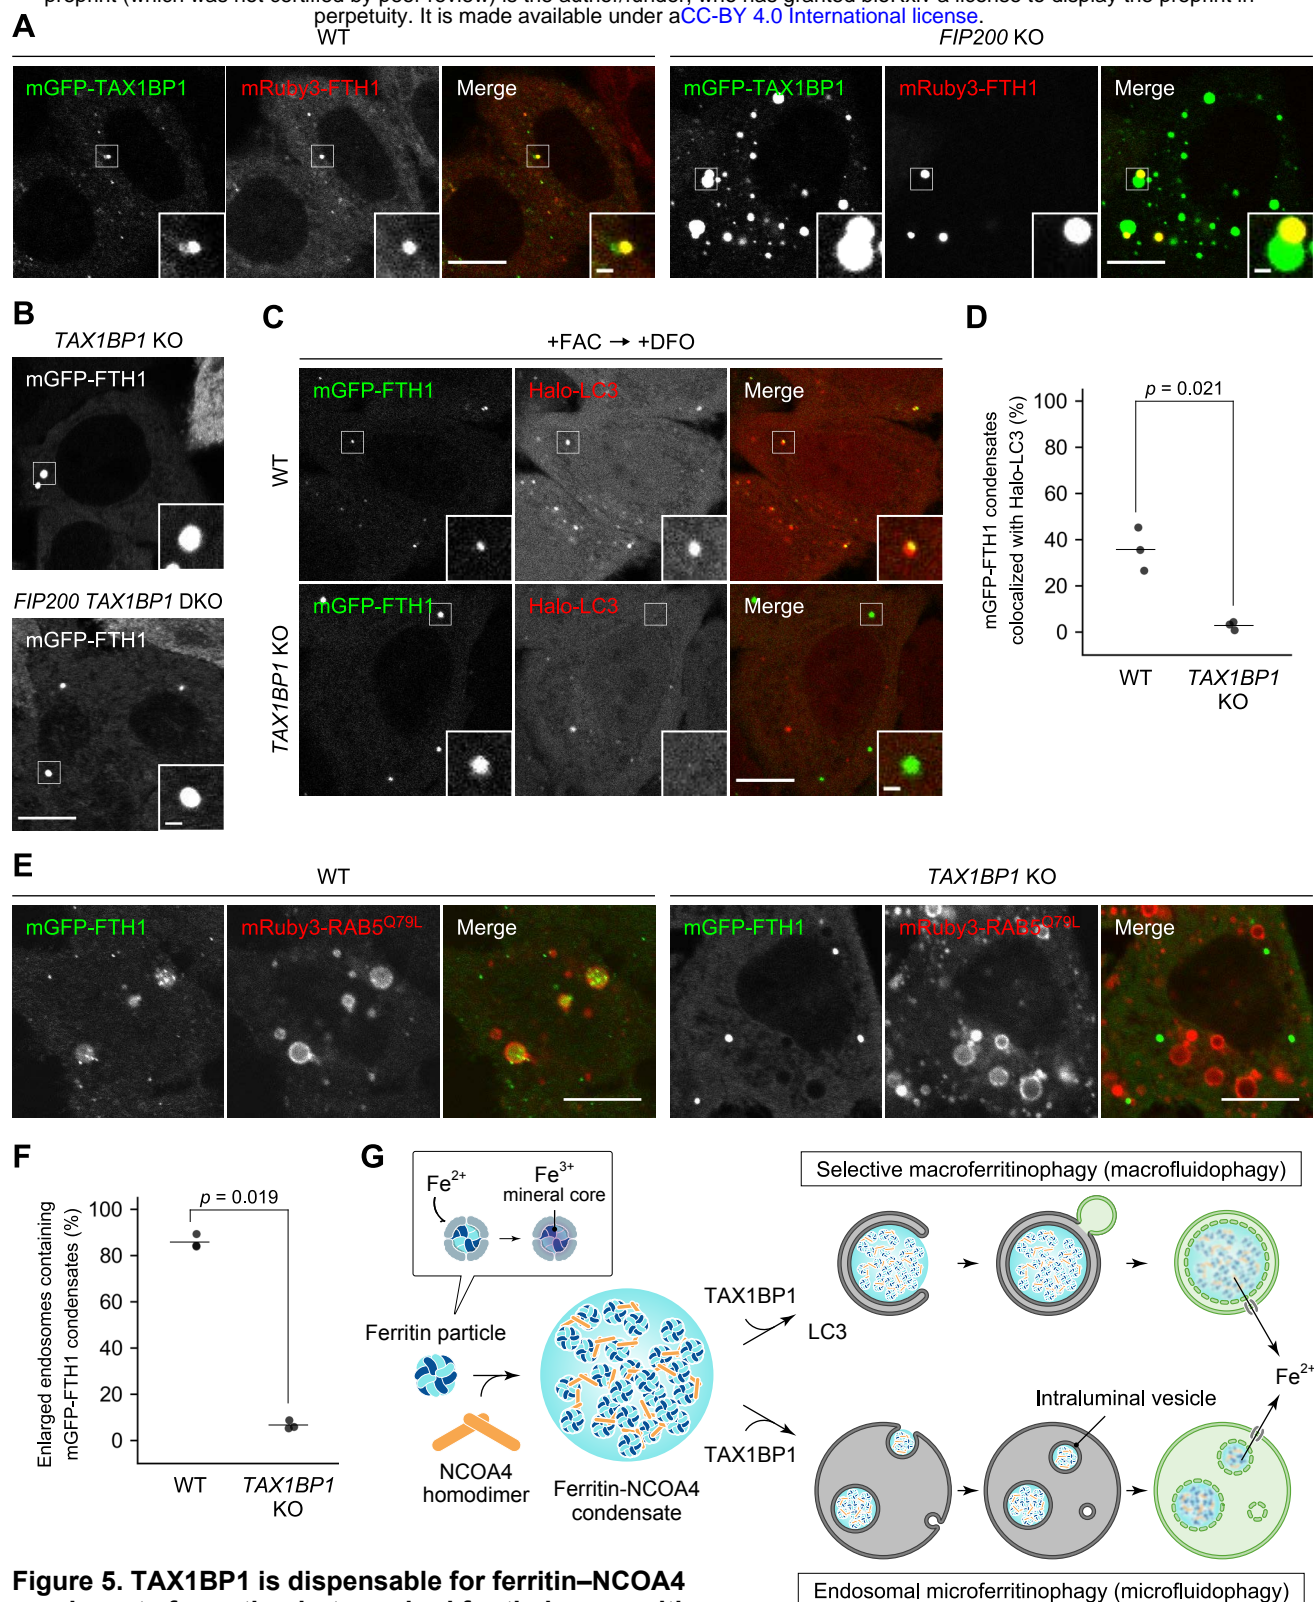 perpetuity. It is made available under aCC-BY 4.0 International license.
A
WT
FIP200 KO
mGFP-TAX1BP1
mRuby3-FTH1
Merge
mGFP-TAX1BP1
mRuby3-FTH1
Merge
B
TAX1BP1 KO
mGFP-FTH1
FIP200 TAX1BP1 DKO
mGFP-FTH1
C
+FAC → +DFO
WT
mGFP-FTH1
Halo-LC3
Merge
TAX1BP1 KO
mGFP-FTH1
Halo-LC3
Merge
D
mGFP-FTH1 condensates
colocalized with Halo-LC3 (%)
p = 0.021
100
80
60
40
20
0
WT
TAX1BP1
KO
E
WT
TAX1BP1 KO
mGFP-FTH1
mRuby3-RAB5Q79L
Merge
mGFP-FTH1
mRuby3-RAB5Q79L
Merge
F
Enlarged endosomes containing
mGFP-FTH1 condensates (%)
p = 0.019
100
80
60
40
20
0
WT
TAX1BP1
KO
G
Fe2+
Fe3+
mineral core
Ferritin particle
NCOA4
homodimer
Ferritin-NCOA4
condensate
TAX1BP1
LC3
TAX1BP1
Selective macroferritinophagy (macrofluidophagy)
Fe2+
Intraluminal vesicle
Endosomal microferritinophagy (microfluidophagy)
Figure 5. TAX1BP1 is dispensable for ferritin–NCOA4